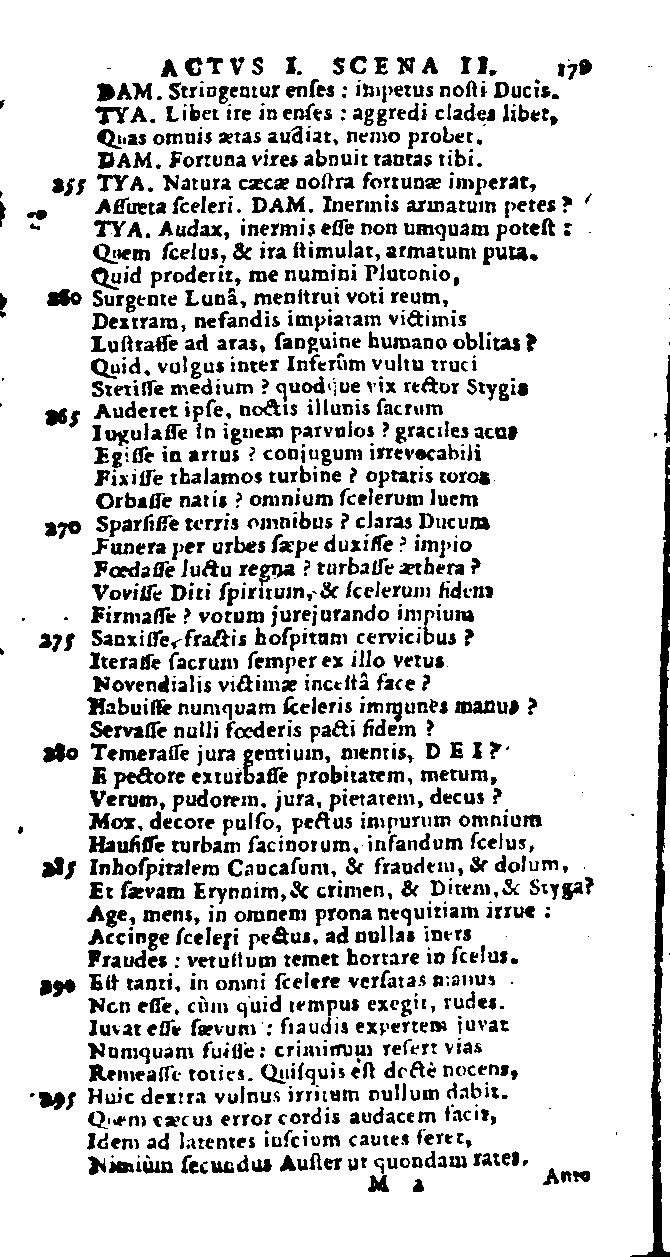 ACTVS I. SCENA II. 179
DAM. Stringentur enſes : impetus noſti Ducis.
TYA. Libet ire in enſes : aggredi clades libet,
Quas omnis ætas audiat, nemo probet.
DAM. Fortuna vires abnuit tantas tibi.
255 TYA. Natura cæcæ noſtra fortunæ imperat,
Aſſueta ſceleri. DAM. Inermis armatum petes ?
TYA. Audax, inermis eſſe non umquam poteſt :
Quem ſcelus, & ira ſtimulat, armatum puta.
Quid proderit, me numini Plutonio,
260 Surgente Lunâ, menſtrui voti reum,
Dextram, nefandis impiatam victimis
Luſtraſſe ad aras, ſanguine humano oblitas ?
Quid, vulgus inter Inferûm vultu truci
Stetiſſe medium ? quodque vix rector Stygis
265 Auderet ipſe, noctis illunis ſacrum
Iugulaſſe in ignem parvulos ? graciles acus
Egiſſe in artus ? conjugum irrevocabili
Fixiſſe thalamos turbine ? optatis toros
Orbaſſe natis ? omnium ſcelerum luem
270 Sparſiſſe terris omnibus ? claras Ducum
Funera per urbes ſæpe duxiſſe ? impio
Fœdaſſe luctu regna ? turbaſſe æthera ?
Voviſſe Diti ſpiritum, & ſcelerum fidem
Firmaſſe ? votum jurejurando impium
275 Sanxiſſe, fractis hoſpitum cervicibus ?
Iteraſſe ſacrum ſemper ex illo vetus
Novendialis victimæ inceſtâ face ?
Habuiſſe numquam ſceleris immunes manus ?
Servaſſe nulli fœderis pacti fidem ?
280 Temeraſſe jura gentium, mentis, DEI ?
E pectore exturbaſſe probitatem, metum,
Verum, pudorem, jura, pietatem, decus ?
Mox, decore pulſo, pectus impurum omnium
Hauſiſſe turbam facinorum, infandum ſcelus,
285 Inhoſpitalem Caucaſum, & fraudem, & dolum,
Et ſævam Erynnim, & crimen, & Ditem, & Styga ?
Age, mens, in omnem prona nequitiam irrue :
Accinge ſceleri pectus, ad nullas iners
Fraudes : vetuſtum temet hortare in ſcelus.
290 Eſt tanti, in omni ſcelere verſatas manus
Non eſſe, cùm quid tempus exegit, rudes.
Iuvat eſſe ſævum : fraudis expertem juvat
Numquam fuiſſe : criminum refert vias
Remeaſſe toties. Quiſquis eſt doctè nocens,
295 Huic dextra vulnus irritum nullum dabit.
Quem cæcus error cordis audacem facit,
Idem ad latentes inſcium cautes feret,
Nimiùm ſecundus Auſter ut quondam rates.
M 2 Ante